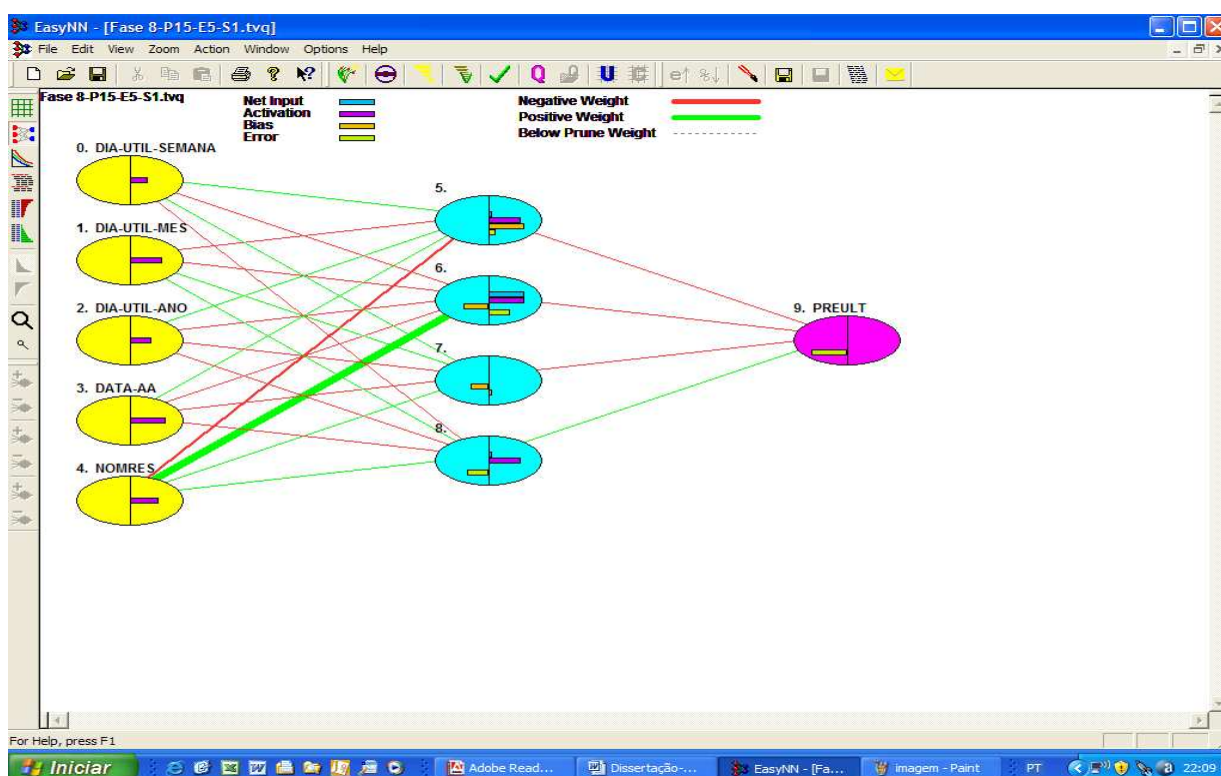 EasyNN - [Fase 8-P15-E5-S1.tvq]
File Edit View Zoom Action Window Options Help
Fase 8-P15-E5-S1.tvq
Net Input
Activation
Bias
Error
Negative Weight
Positive Weight
Below Prune Weight
0. DIA-UTIL-SEMANA
1. DIA-UTIL-MES
2. DIA-UTIL-ANO
3. DATA-AA
4. NOMRES
5.
6.
7.
8.
9. PREULT
For Help, press F1
Iniciar
Adobe Read...
Dissertação-...
EasyNN - [Fa...
imagem - Paint
PT
22:09